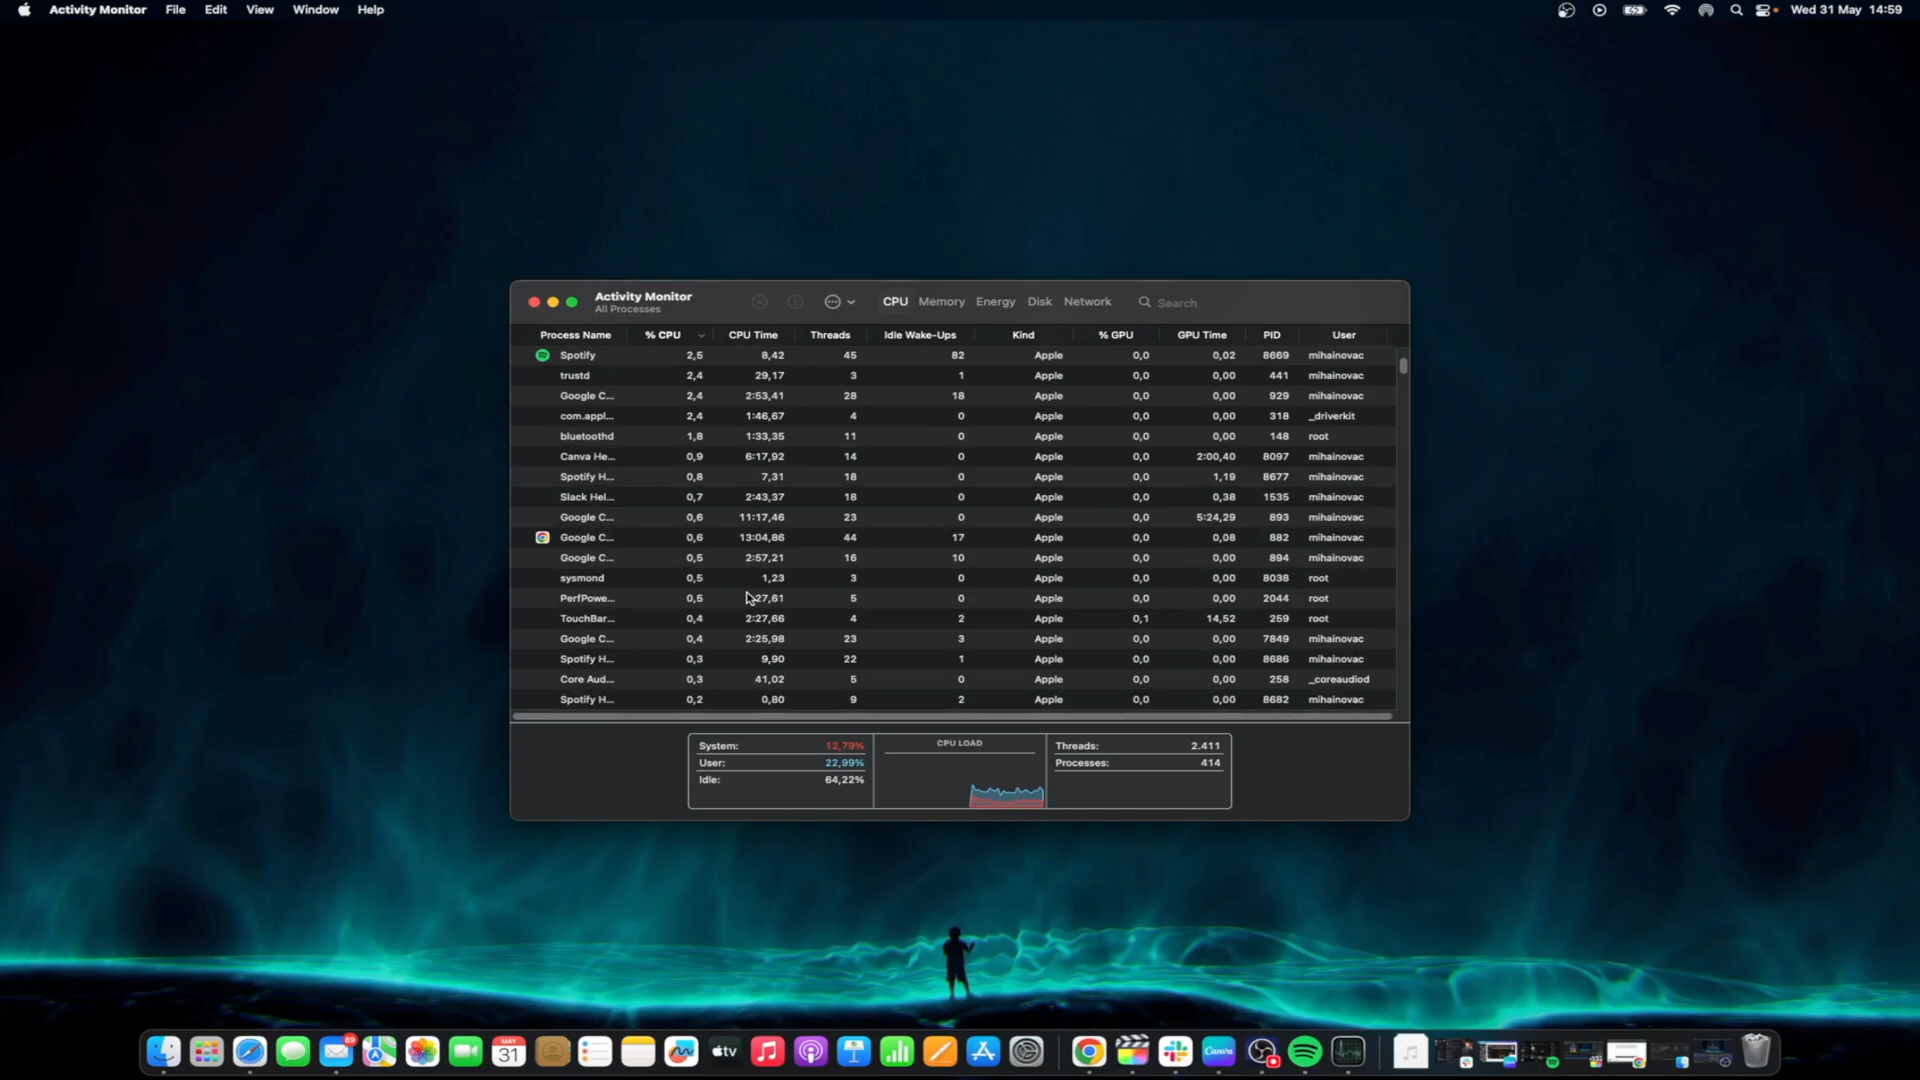 Activity Monitor File Edit View Window Help Wed 31 May 14:59
Activity Monitor
All Processes
CPU Memory Energy Disk Network Search
Process Name % CPU CPU Time Threads Idle Wake-Ups Kind % GPU GPU Time PID User
Spotify 2,5 8,42 45 82 Apple 0,0 0,02 8669 mihainovac
trustd 2,4 29,17 3 1 Apple 0,0 0,00 441 mihainovac
Google C... 2,4 2:53,41 28 18 Apple 0,0 0,00 929 mihainovac
com.appl... 2,4 1:46,67 4 0 Apple 0,0 0,00 318 _driverkit
bluetoothd 1,8 1:33,35 11 0 Apple 0,0 0,00 148 root
Canva He... 0,9 6:17,92 14 0 Apple 0,0 2:00,40 8097 mihainovac
Spotify H... 0,8 7,31 18 0 Apple 0,0 1,19 8677 mihainovac
Slack Hel... 0,7 2:43,37 18 0 Apple 0,0 0,38 1535 mihainovac
Google C... 0,6 11:17,46 23 0 Apple 0,0 5:24,29 893 mihainovac
Google C... 0,6 13:04,86 44 17 Apple 0,0 0,08 882 mihainovac
Google C... 0,5 2:57,21 16 10 Apple 0,0 0,00 894 mihainovac
sysmond 0,5 1,23 3 0 Apple 0,0 0,00 8038 root
PerfPowe... 0,5 :27,61 5 0 Apple 0,0 0,00 2044 root
TouchBar... 0,4 2:27,66 4 2 Apple 0,1 14,52 259 root
Google C... 0,4 2:25,98 23 3 Apple 0,0 0,00 7849 mihainovac
Spotify H... 0,3 9,90 22 1 Apple 0,0 0,00 8686 mihainovac
Core Aud... 0,3 41,02 5 0 Apple 0,0 0,00 258 _coreaudiod
Spotify H... 0,2 0,80 9 2 Apple 0,0 0,00 8682 mihainovac
System: 12,79% CPU LOAD Threads: 2.411
User: 22,99% Processes: 414
Idle: 64,22%
89
MAY
31
tv
Canva